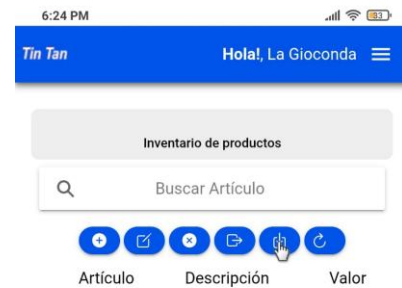 6:24 PM
83
Tin Tan
Hola!, La Gioconda
Inventario de productos
Buscar Artículo
Artículo Descripción Valor